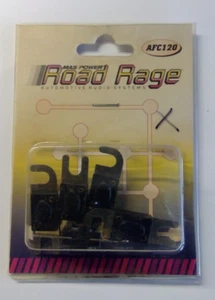 AFC120
MAX POWER
Road Rage
AUTOMOTIVE AUDIO SYSTEMS